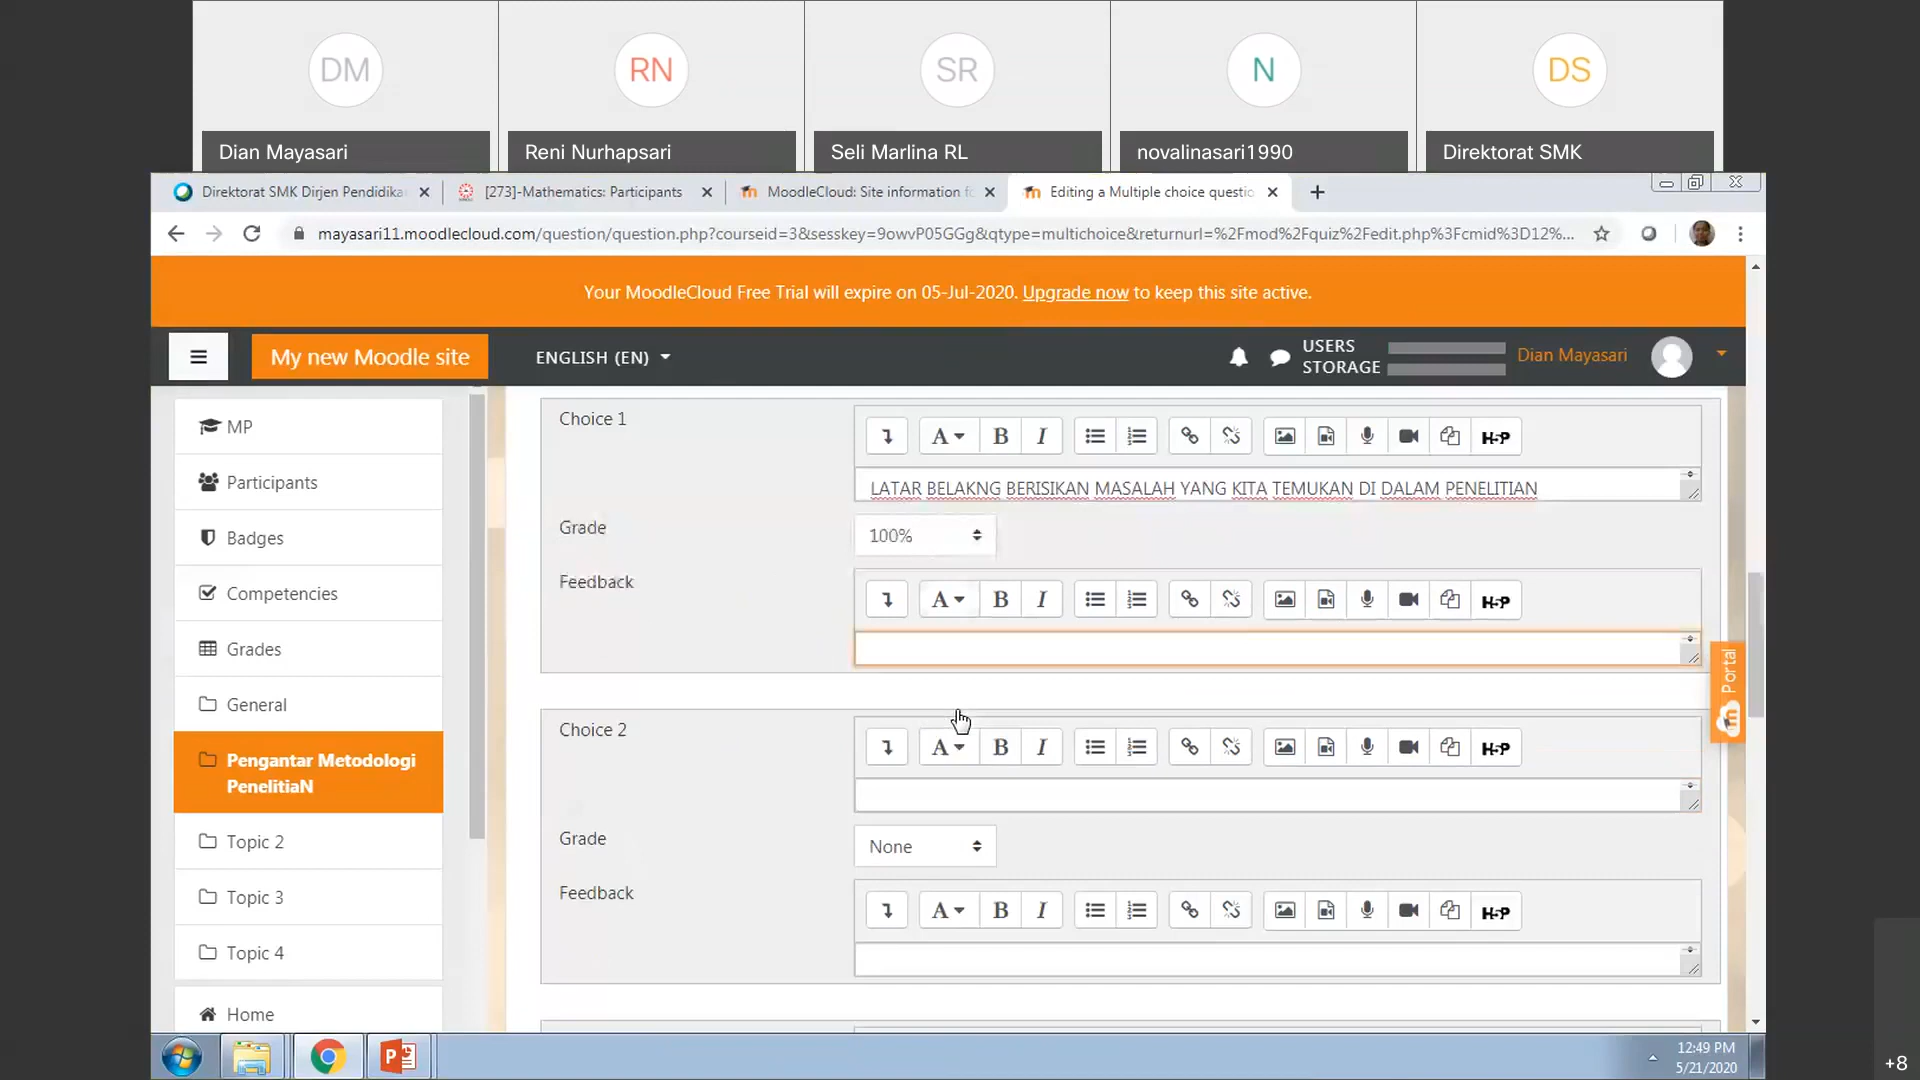 DM
RN
SR
N
DS
Dian Mayasari
Reni Nurhapsari
Seli Marlina RL
novalinasari1990
Direktorat SMK
Direktorat SMK Dirjen Pendidika
[273]-Mathematics: Participants
MoodleCloud: Site information fo
Editing a Multiple choice questio
mayasari11.moodlecloud.com/question/question.php?courseid=3&sesskey=9owvP05GGg&qtype=multichoice&returnurl=%2Fmod%2Fquiz%2Fedit.php%3Fcmid%3D12%...
Your MoodleCloud Free Trial will expire on 05-Jul-2020. Upgrade now to keep this site active.
My new Moodle site
ENGLISH (EN)
USERS
STORAGE
Dian Mayasari
MP
Participants
Badges
Competencies
Grades
General
Pengantar Metodologi
PenelitiaN
Topic 2
Topic 3
Topic 4
Home
Choice 1
A B I
H5P
LATAR BELAKNG BERISIKAN MASALAH YANG KITA TEMUKAN DI DALAM PENELITIAN
Grade
100%
Feedback
A B I
H5P
Choice 2
A B I
H5P
Grade
None
Feedback
A B I
H5P
Portal
12:49 PM
5/21/2020
+8